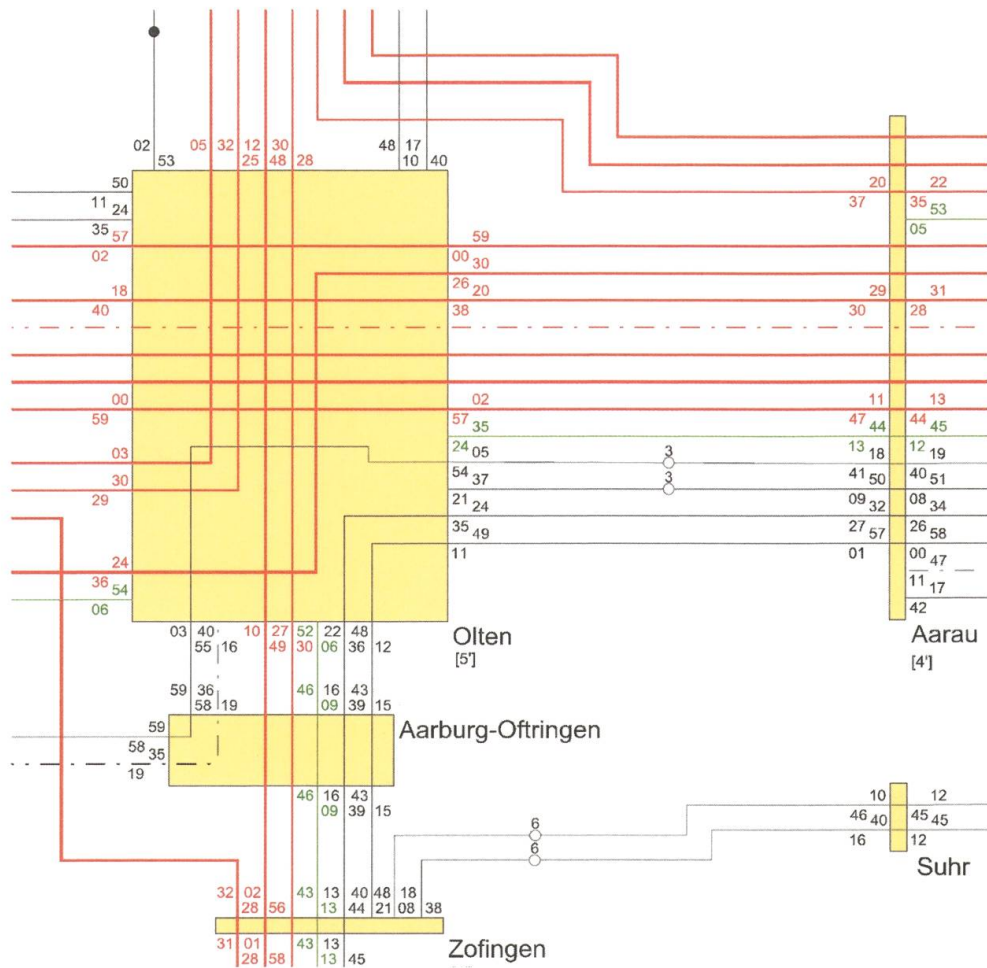 02 05 32 12 30 48 17
53 25 48 28 10 40
50 20 22
11 24 37 35 53
35 57 59 05
02 00 30
26
18 20 29 31
40 38 30 28
00 02 11 13
59 57 35 47 44 44 45
24 05 3 13 18 12 19
03 54 37 3 41 50 40 51
30 21 24 09 32 08 34
29 35 49 27 57 26 58
11 01 00 47
24 11 17
36 54 42
06
03 40 10 27 52 22 48 Olten Aarau
55 16 49 30 06 36 12 [5'] [4']
59 36 46 16 43
58 19 09 39 15
59 Aarburg-Oftringen
58 35
19
46 16 43 10 12
09 39 15 6 46 40 45 45
6 16 12
Suhr
32 02 43 13 40 48 18
28 56 13 44 21 08 38
31 01 43 13 Zofingen
28 58 13 45